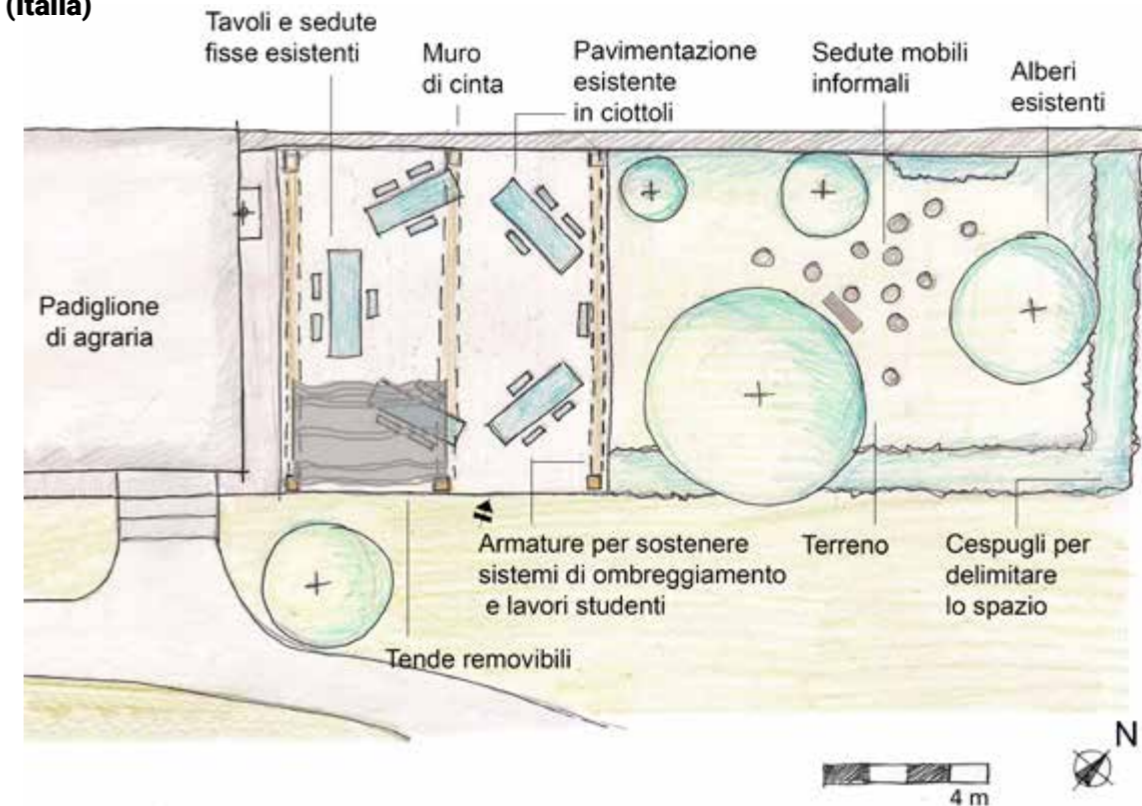 (Italia)
Tavoli e sedute
fisse esistenti
Muro
di cinta
Pavimentazione
esistente
in ciottoli
Sedute mobili
informali
Alberi
esistenti
Padiglione
di agraria
Armature per sostenere
sistemi di ombreggiamento
e lavori studenti
Terreno
Cespugli per
delimitare
lo spazio
Tende removibili
N
4 m